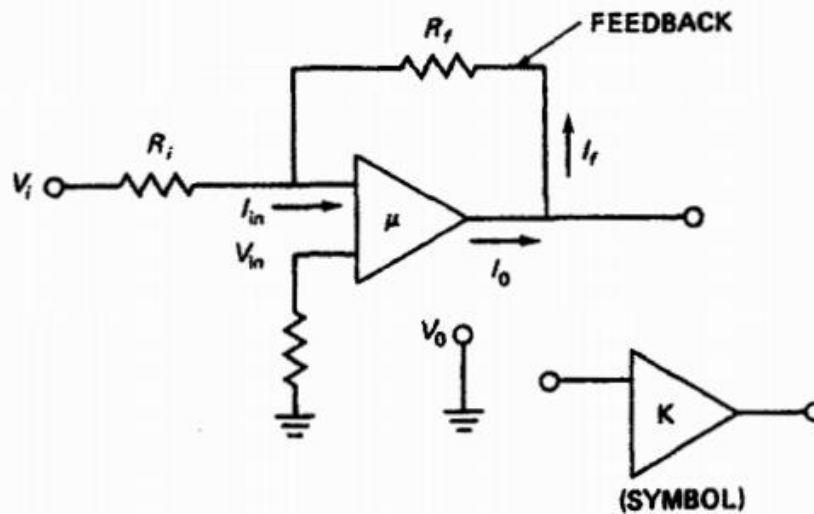 R_f
FEEDBACK
R_i
I_f
V_i
I_in
μ
V_in
I_0
V_0
K
(SYMBOL)